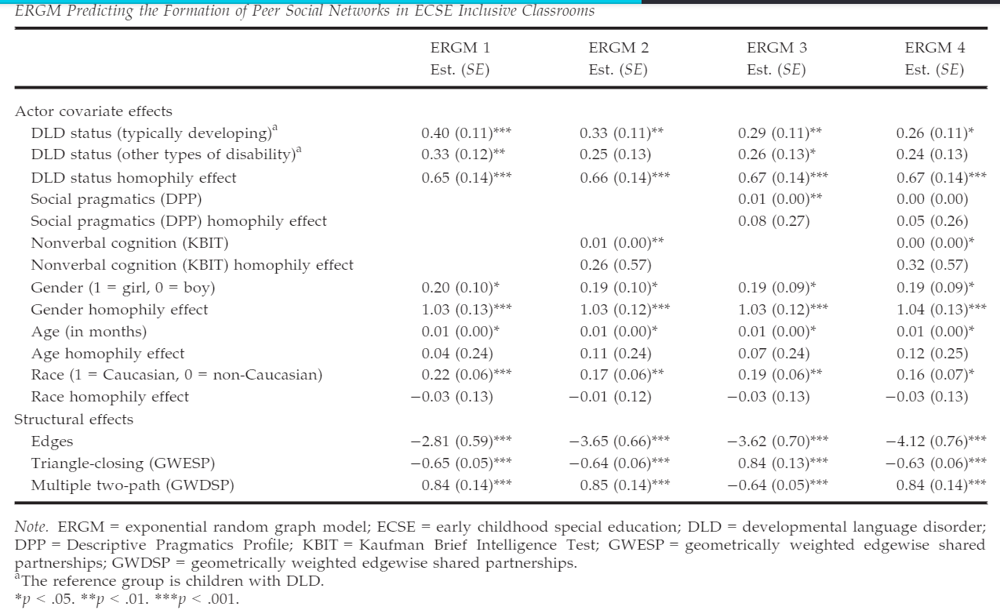 ERGM Predicting the Formation of Peer Social Networks in ECSE Inclusive Classrooms
ERGM 1 ERGM 2 ERGM 3 ERGM 4
Est. (SE) Est. (SE) Est. (SE) Est. (SE)
Actor covariate effects
DLD status (typically developing)a 0.40 (0.11)*** 0.33 (0.11)** 0.29 (0.11)** 0.26 (0.11)*
DLD status (other types of disability)a 0.33 (0.12)** 0.25 (0.13) 0.26 (0.13)* 0.24 (0.13)
DLD status homophily effect 0.65 (0.14)*** 0.66 (0.14)*** 0.67 (0.14)*** 0.67 (0.14)***
Social pragmatics (DPP) 0.01 (0.00)** 0.00 (0.00)
Social pragmatics (DPP) homophily effect 0.08 (0.27) 0.05 (0.26)
Nonverbal cognition (KBIT) 0.01 (0.00)** 0.00 (0.00)*
Nonverbal cognition (KBIT) homophily effect 0.26 (0.57) 0.32 (0.57)
Gender (1 = girl, 0 = boy) 0.20 (0.10)* 0.19 (0.10)* 0.19 (0.09)* 0.19 (0.09)*
Gender homophily effect 1.03 (0.13)*** 1.03 (0.12)*** 1.03 (0.12)*** 1.04 (0.13)***
Age (in months) 0.01 (0.00)* 0.01 (0.00)* 0.01 (0.00)* 0.01 (0.00)*
Age homophily effect 0.04 (0.24) 0.11 (0.24) 0.07 (0.24) 0.12 (0.25)
Race (1 = Caucasian, 0 = non-Caucasian) 0.22 (0.06)*** 0.17 (0.06)** 0.19 (0.06)** 0.16 (0.07)*
Race homophily effect −0.03 (0.13) −0.01 (0.12) −0.03 (0.13) −0.03 (0.13)
Structural effects
Edges −2.81 (0.59)*** −3.65 (0.66)*** −3.62 (0.70)*** −4.12 (0.76)***
Triangle-closing (GWESP) −0.65 (0.05)*** −0.64 (0.06)*** 0.84 (0.13)*** −0.63 (0.06)***
Multiple two-path (GWDSP) 0.84 (0.14)*** 0.85 (0.14)*** −0.64 (0.05)*** 0.84 (0.14)***
Note. ERGM = exponential random graph model; ECSE = early childhood special education; DLD = developmental language disorder;
DPP = Descriptive Pragmatics Profile; KBIT = Kaufman Brief Intelligence Test; GWESP = geometrically weighted edgewise shared
partnerships; GWDSP = geometrically weighted edgewise shared partnerships.
aThe reference group is children with DLD.
*p < .05. **p < .01. ***p < .001.